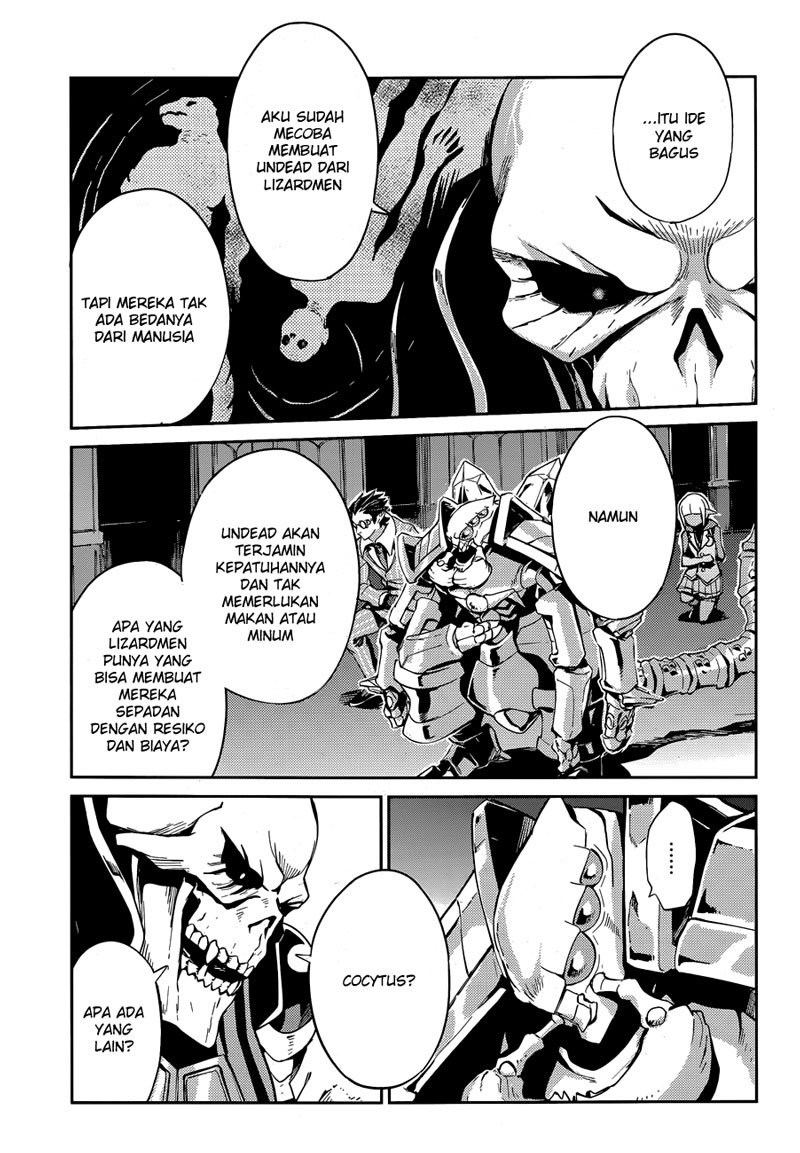 ...ITU IDE
YANG
BAGUS
AKU SUDAH
MECOBA
MEMBUAT
UNDEAD DARI
LIZARDMEN
TAPI MEREKA TAK
ADA BEDANYA
DARI MANUSIA
NAMUN
UNDEAD AKAN
TERJAMIN
KEPATUHANNYA
DAN TAK
MEMERLUKAN
MAKAN ATAU
MINUM
APA YANG
LIZARDMEN
PUNYA YANG
BISA MEMBUAT
MEREKA
SEPADAN
DENGAN RESIKO
DAN BIAYA?
........
COCYTUS?
APA ADA
YANG
LAIN?